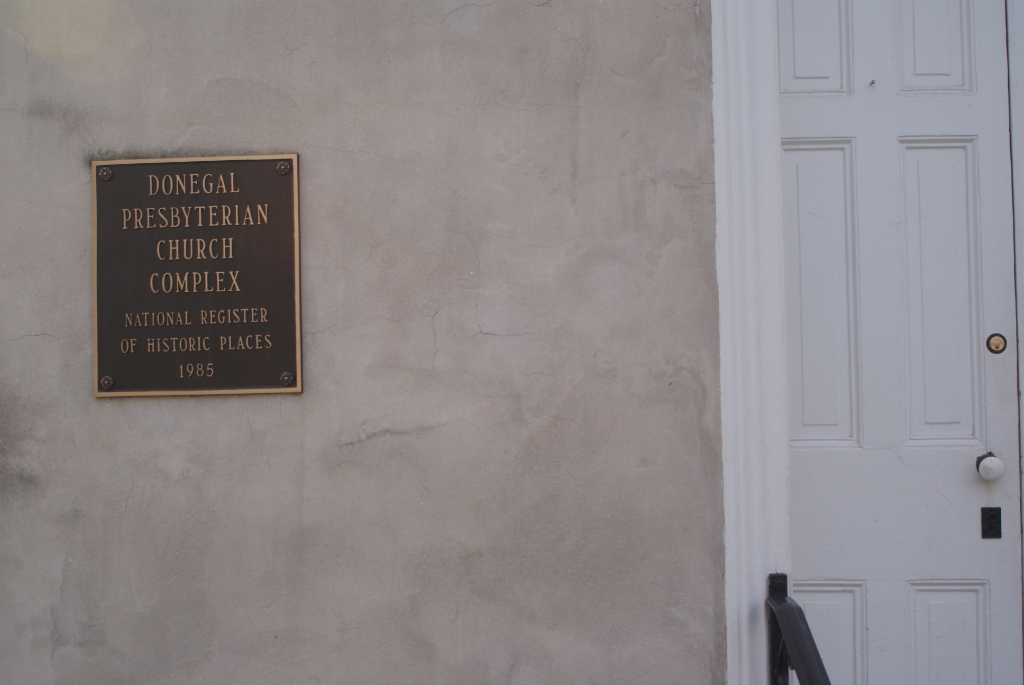 DONEGAL
PRESBYTERIAN
CHURCH
COMPLEX
NATIONAL REGISTER
OF HISTORIC PLACES
1985